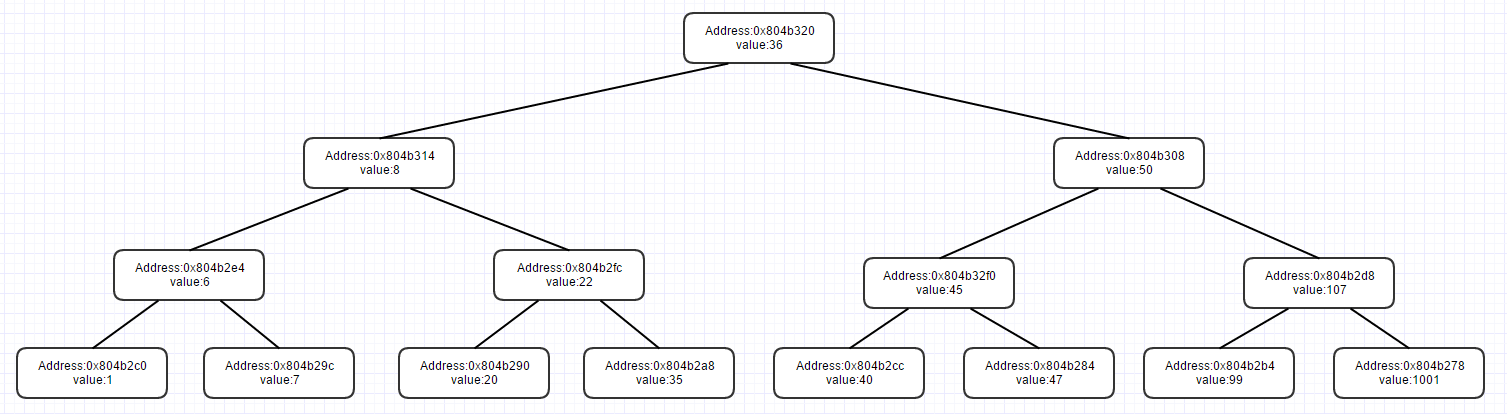 Address:0x804b320
value:36
Address:0x804b314
value:8
Address:0x804b308
value:50
Address:0x804b2e4
value:6
Address:0x804b2fc
value:22
Address:0x804b32f0
value:45
Address:0x804b2d8
value:107
Address:0x804b2c0
value:1
Address:0x804b29c
value:7
Address:0x804b290
value:20
Address:0x804b2a8
value:35
Address:0x804b2cc
value:40
Address:0x804b284
value:47
Address:0x804b2b4
value:99
Address:0x804b278
value:1001